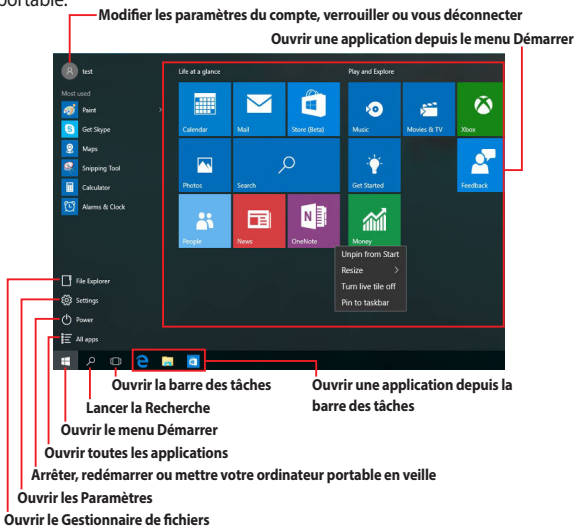 portable.
Modifier les paramètres du compte, verrouiller ou vous déconnecter
Ouvrir une application depuis le menu Démarrer
test
Life at a glance
Play and Explore
Most used
Paint
Get Skype
Maps
Snipping Tool
Calculator
Alarms & Clock
Calendar
Mail
Store (Beta)
Music
Movies & TV
Xbox
Photos
Search
Get Started
Feedback
People
News
OneNote
Money
Unpin from Start
Resize
Turn live tile off
Pin to taskbar
File Explorer
Settings
Power
All apps
Ouvrir la barre des tâches
Ouvrir une application depuis la
barre des tâches
Lancer la Recherche
Ouvrir le menu Démarrer
Ouvrir toutes les applications
Arrêter, redémarrer ou mettre votre ordinateur portable en veille
Ouvrir les Paramètres
Ouvrir le Gestionnaire de fichiers